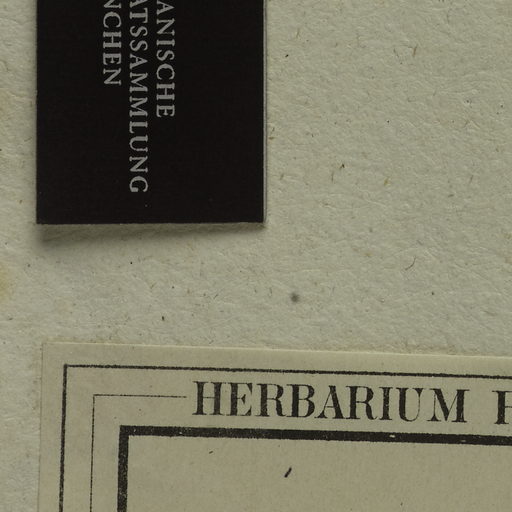 ANISCHE
ATSSAMMLUNG
NCHEN
HERBARIUM